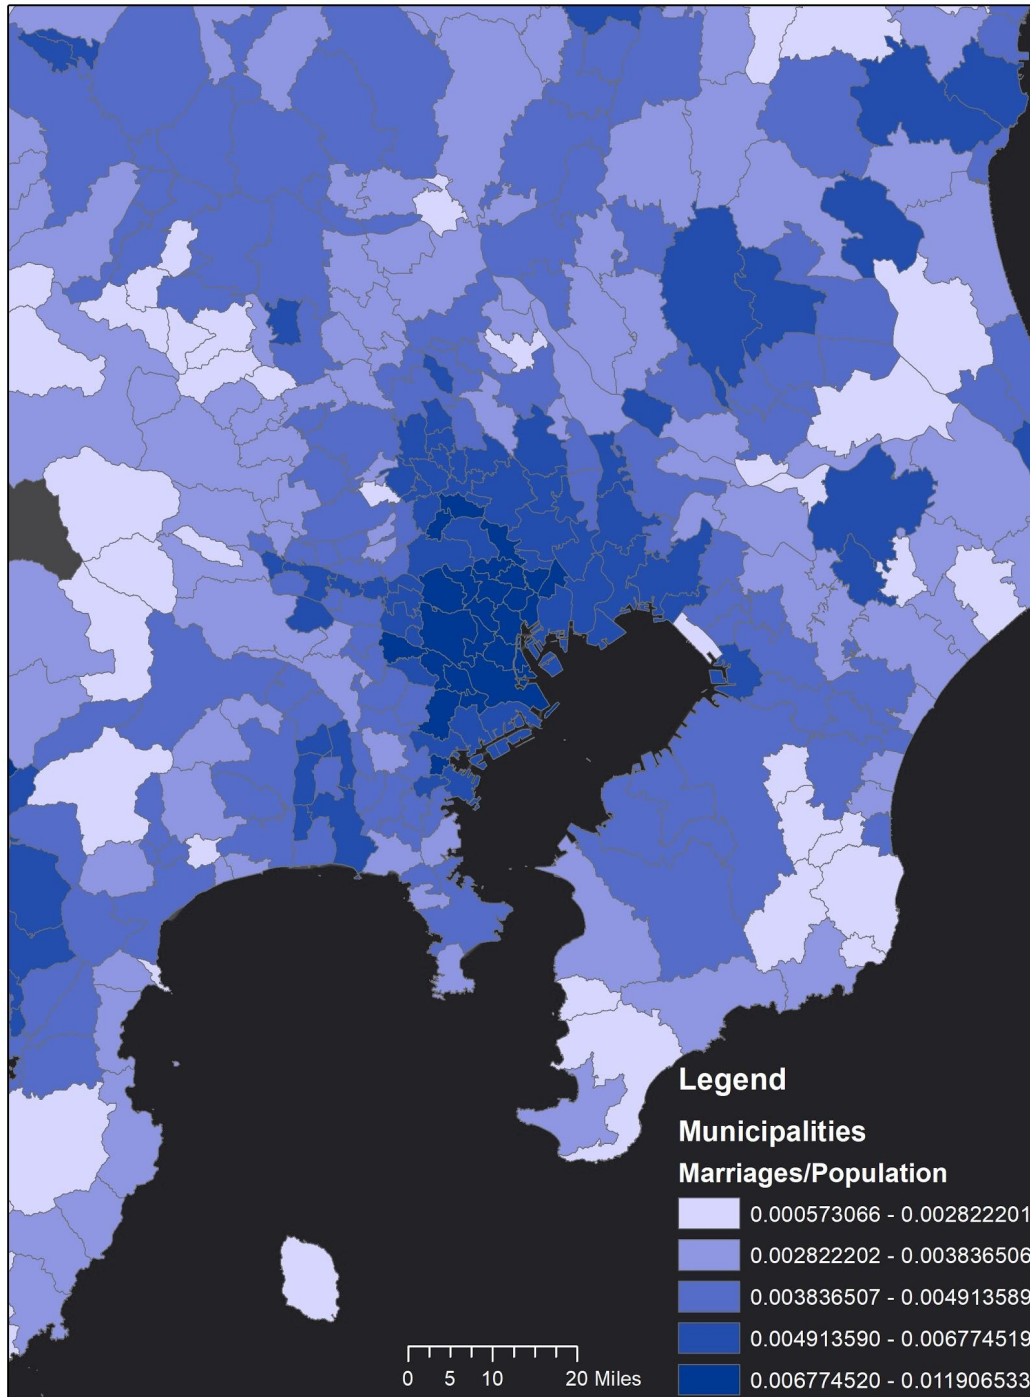 Legend
Municipalities
Marriages/Population
0.000573066 - 0.002822201
0.002822202 - 0.003836506
0.003836507 - 0.004913589
0.004913590 - 0.006774519
0.006774520 - 0.011906533
0 5 10 20 Miles